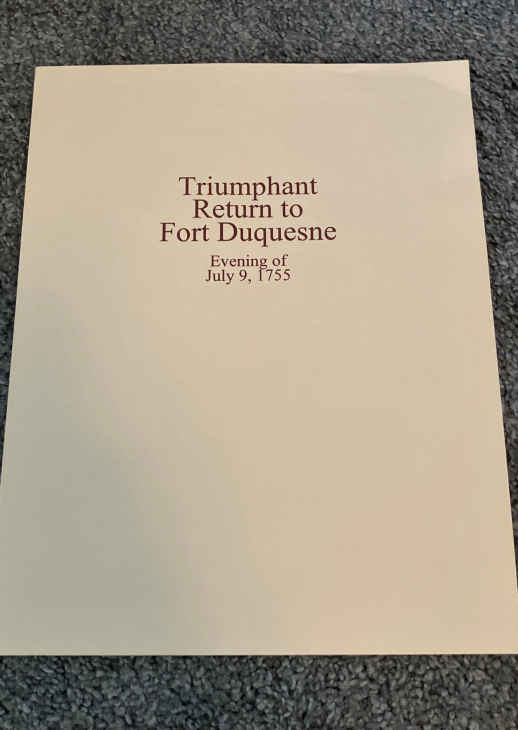 Triumphant
Return to
Fort Duquesne
Evening of
July 9, 1755